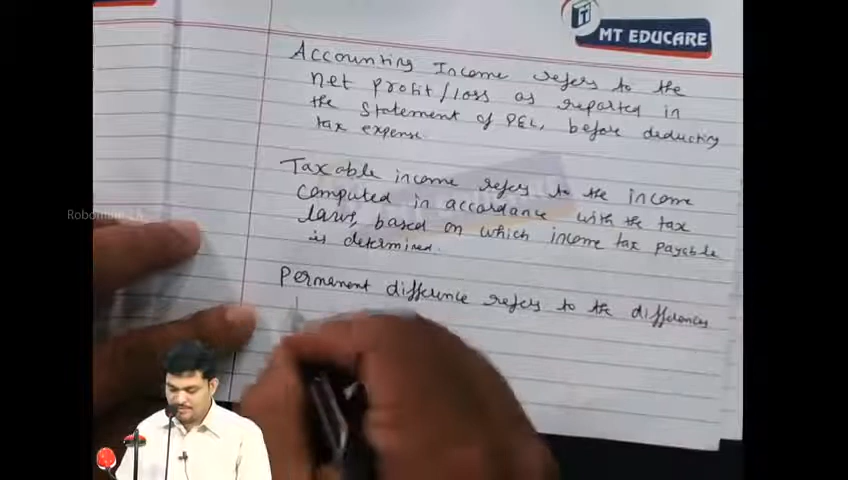 MT EDUCARE
Accounting Income refers to the
net profit/loss as reported in
the Statement of P&L, before deducting
tax expense.
Taxable income refers to the income
Computed in accordance with the tax
laws, based on which income tax payable
is determined.
Permanent difference refers to the differences